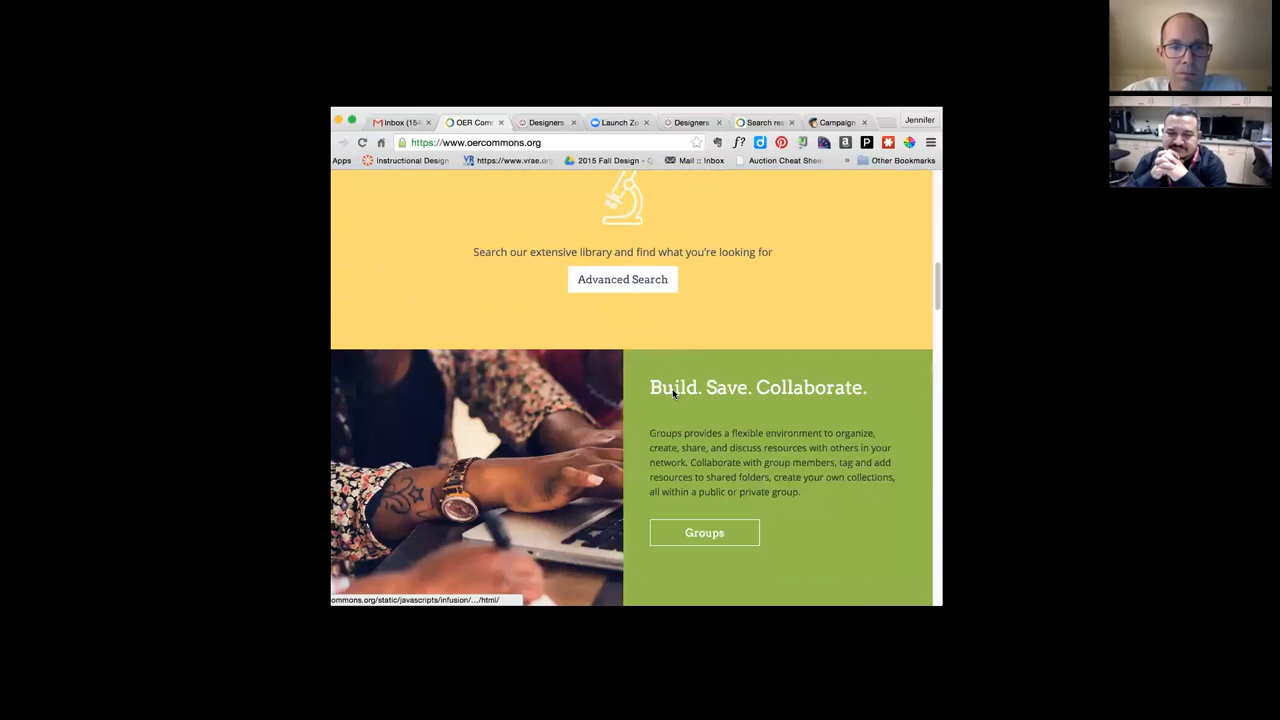 Inbox (15
OER Com
Designers
Launch Zo
Designers
Search re
Campaign
Jennifer
https://www.oercommons.org
Apps
Instructional Design
https://www.vrae.org
2015 Fall Design - G
Mail :: Inbox
Auction Cheat Shee
»
Other Bookmarks
Search our extensive library and find what you're looking for
Advanced Search
Build. Save. Collaborate.
Groups provides a flexible environment to organize,
create, share, and discuss resources with others in your
network. Collaborate with group members, tag and add
resources to shared folders, create your own collections,
all within a public or private group.
Groups
commons.org/static/javascripts/infusion/.../html/